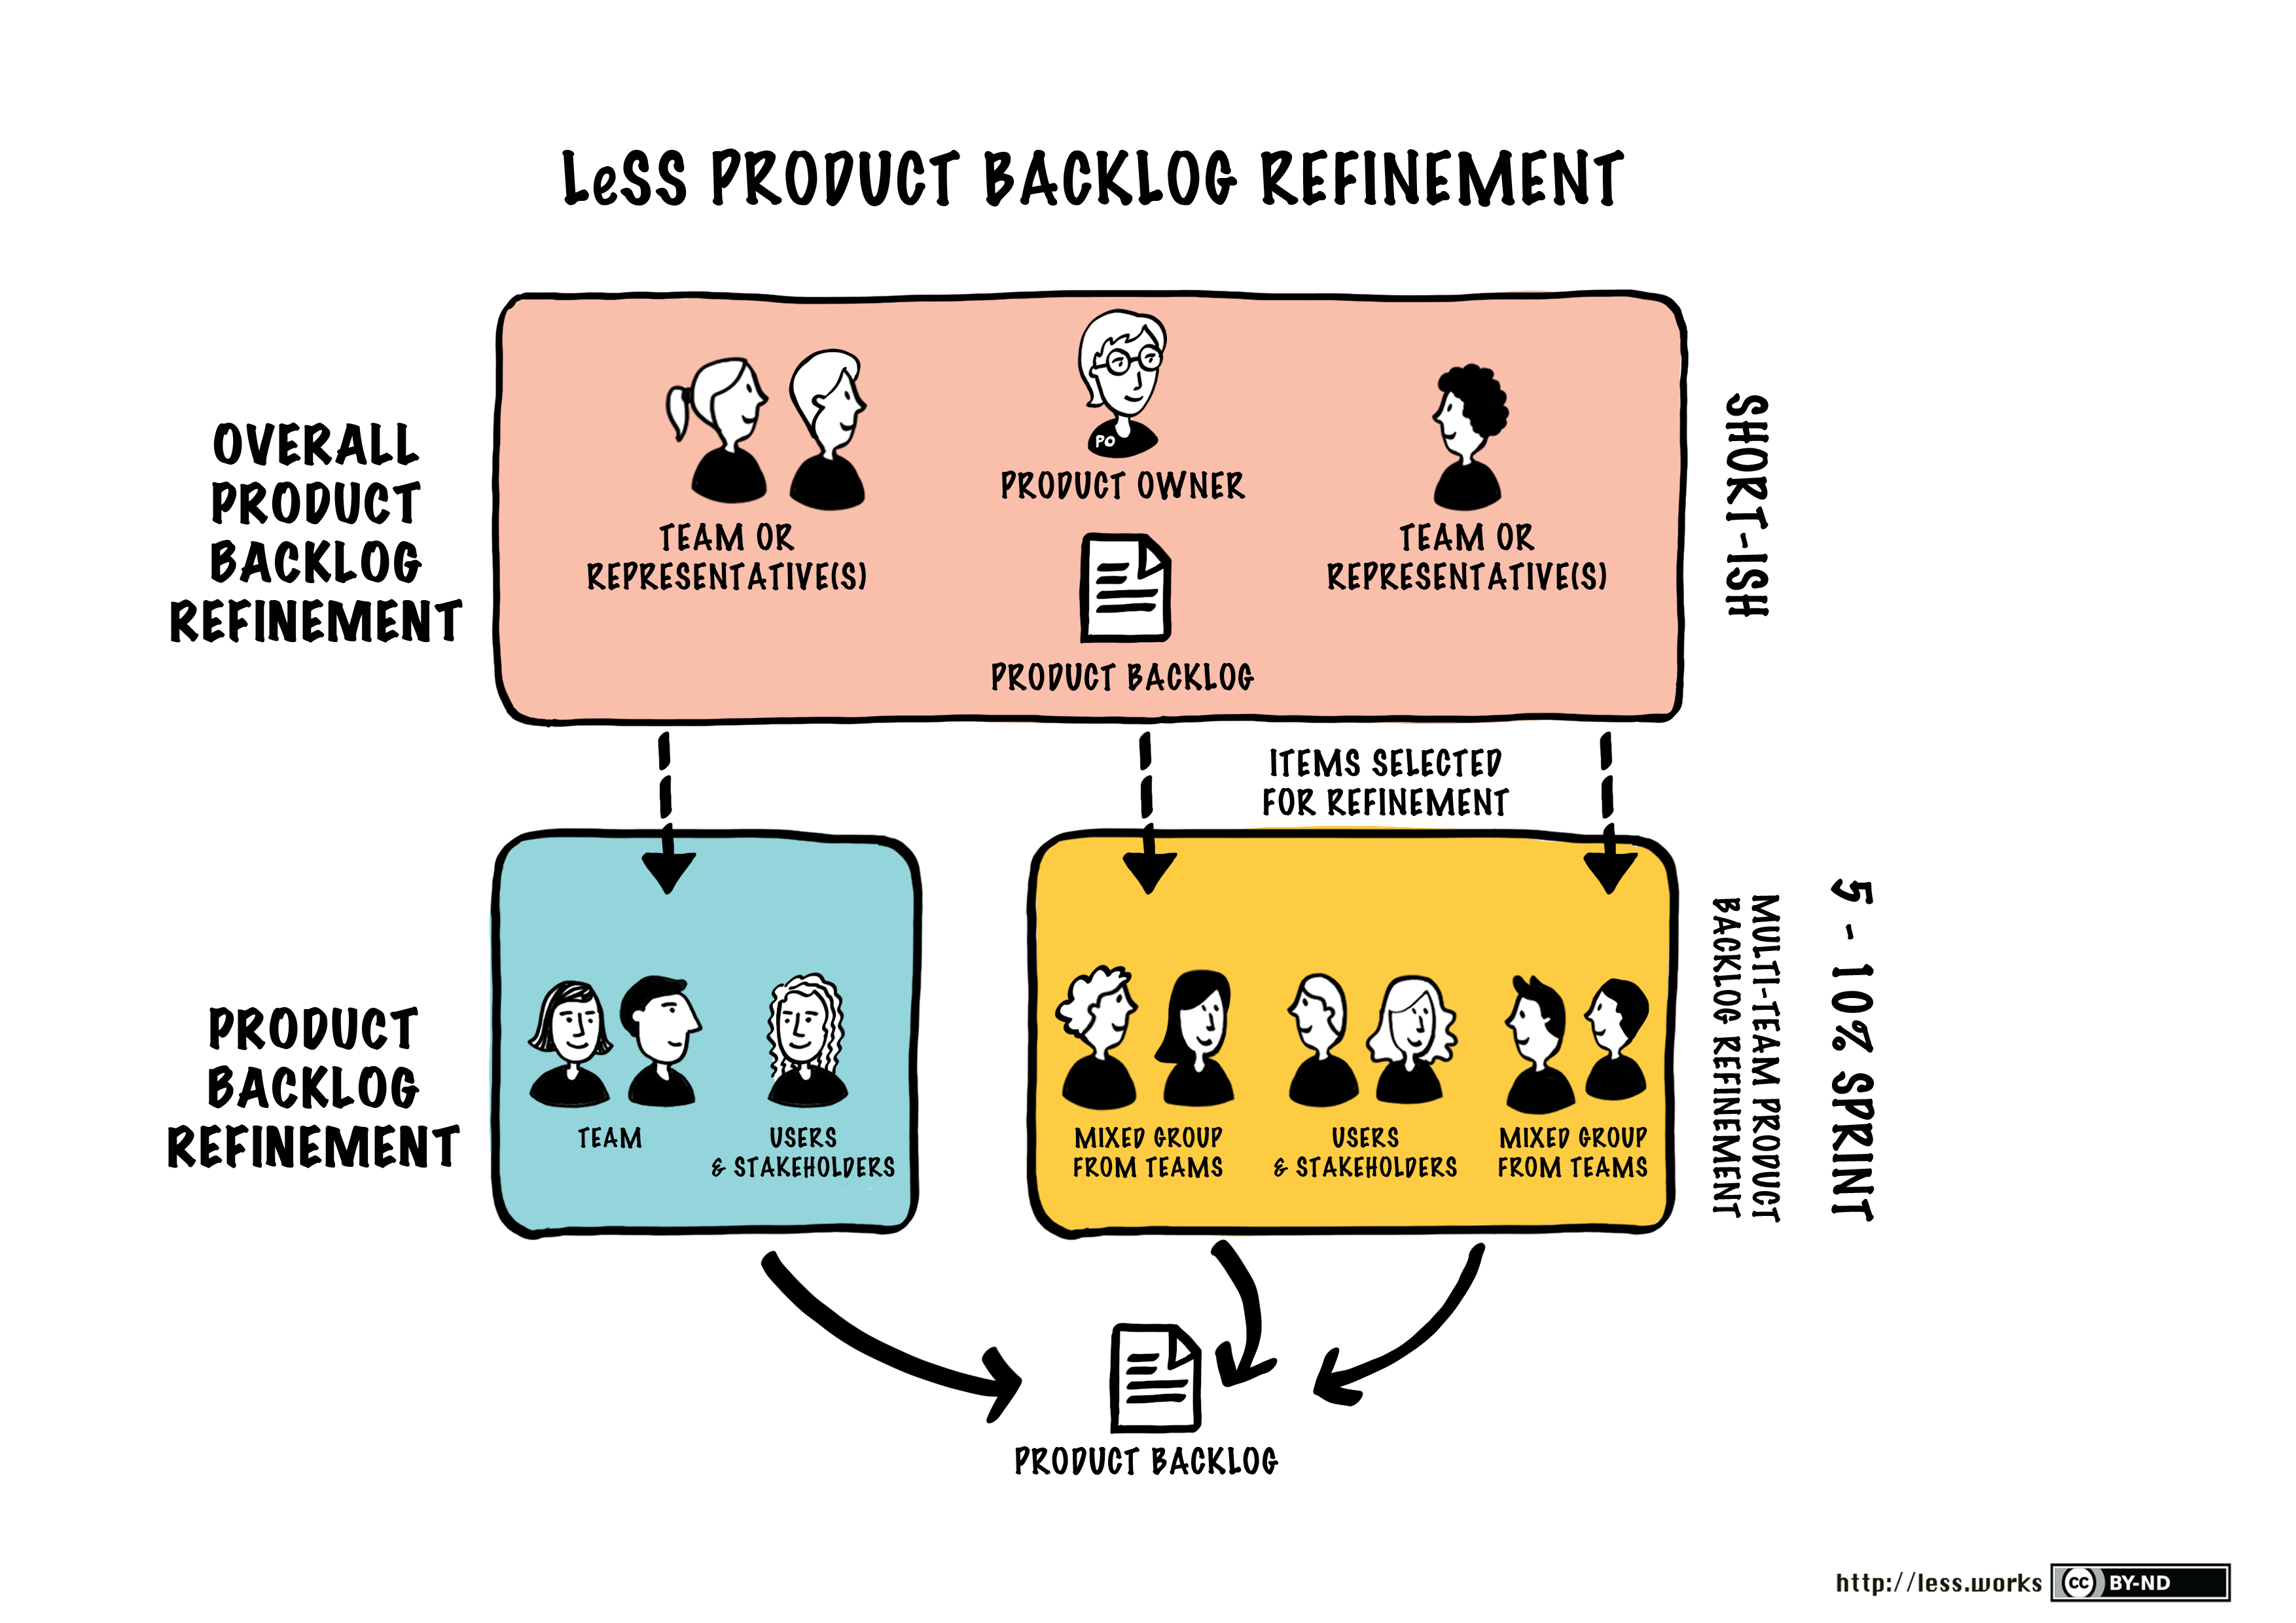 LeSS PRODUCT BACKLOG REFINEMENT
OVERALL
PRODUCT
BACKLOG
REFINEMENT
PO
PRODUCT OWNER
TEAM OR
REPRESENTATIVE(S)
TEAM OR
REPRESENTATIVE(S)
PRODUCT BACKLOG
SHORT-ISH
ITEMS SELECTED
FOR REFINEMENT
PRODUCT
BACKLOG
REFINEMENT
TEAM
USERS
& STAKEHOLDERS
MIXED GROUP
FROM TEAMS
USERS
& STAKEHOLDERS
MIXED GROUP
FROM TEAMS
MULTI-TEAM PRODUCT
BACKLOG REFINEMENT
5 - 10% SPRINT
PRODUCT BACKLOG
http://less.works
cc BY-ND